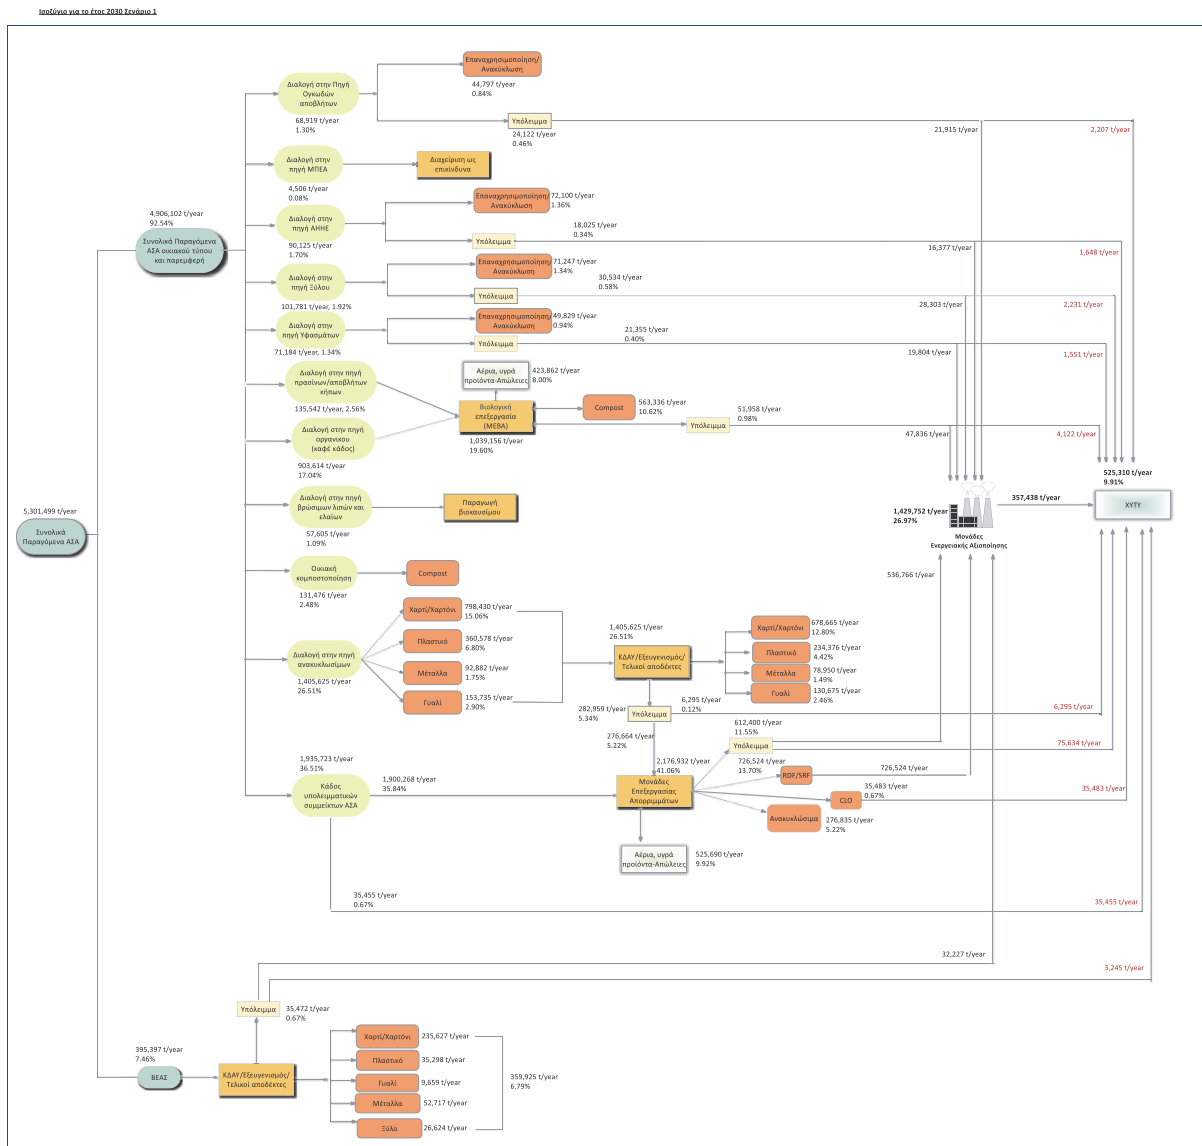 Ισοζύγιο για το έτος 2030 Σενάριο 1
Επαναχρησιμοποίηση/
Ανακύκλωση
44,797 t/year
0.84%
Διαλογή στην Πηγή
Ογκωδών
αποβλήτων
68,919 t/year
1.30%
Υπόλειμμα
24,122 t/year
0.46%
21,915 t/year
2,207 t/year
Διαλογή στην
πηγή ΜΠΕΑ
4,506 t/year
0.08%
Διαχείριση ως
επικίνδυνα
4,906,102 t/year
92.54%
Συνολικά Παραγόμενα
ΑΣΑ οικιακού τύπου
και παρεμφερή
Διαλογή στην
πηγή ΑΗΗΕ
90,125 t/year
1.70%
Επαναχρησιμοποίηση/
Ανακύκλωση
72,100 t/year
1.36%
Υπόλειμμα
18,025 t/year
0.34%
16,377 t/year
1,648 t/year
Διαλογή στη
πηγή Ξύλου
101,781 t/year, 1.92%
Επαναχρησιμοποίηση/
Ανακύκλωση
71,247 t/year
1.34%
Υπόλειμμα
30,534 t/year
0.58%
28,303 t/year
2,231 t/year
Διαλογή στην
πηγή Υφασμάτων
71,184 t/year, 1.34%
Επαναχρησιμοποίηση/
Ανακύκλωση
49,829 t/year
0.94%
Υπόλειμμα
21,355 t/year
0.40%
19,804 t/year
1,551 t/year
Διαλογή στη πηγή
πρασίνων/αποβλήτων
κήπων
135,542 t/year, 2.56%
Αέρια, υγρά
προϊόντα-Απώλειες
423,862 t/year
8.00%
Βιολογική
επεξεργασία
(ΜΕΒΑ)
1,039,156 t/year
19.60%
Compost
563,336 t/year
10.62%
Υπόλειμμα
51,958 t/year
0.98%
47,836 t/year
4,122 t/year
Διαλογή στην πηγή
οργανικου
(καφέ κάδος)
903,614 t/year
17.04%
Διαλογή στη πηγή
βρώσιμων λιπών και
ελαίων
57,605 t/year
1.09%
Παραγωγή
βιοκαυσίμου
1,429,752 t/year
26.97%
Μονάδες
Ενεργειακής Αξιοποίησης
357,438 t/year
525,310 t/year
9.91%
ΧΥΤΥ
5,301,499 t/year
Συνολικά
Παραγόμενα ΑΣΑ
Οικιακή
κομποστοποίηση
131,476 t/year
2.48%
Compost
536,766 t/year
Διαλογή στη πηγή
ανακυκλωσίμων
1,405,625 t/year
26.51%
Χαρτί/Χαρτόνι
798,430 t/year
15.06%
Πλαστικό
360,578 t/year
6.80%
Μέταλλα
92,882 t/year
1.75%
Γυαλί
153,735 t/year
2.90%
1,405,625 t/year
26.51%
ΚΔΑΥ/Εξευγενισμός/
Τελικοί αποδέκτες
Χαρτί/Χαρτόνι
678,665 t/year
12.80%
Πλαστικό
234,376 t/year
4.42%
Μέταλλα
78,950 t/year
1.49%
Γυαλί
130,675 t/year
2.46%
282,959 t/year
5.34%
Υπόλειμμα
6,295 t/year
0.12%
6,295 t/year
276,664 t/year
5.22%
612,400 t/year
11.55%
Υπόλειμμα
75,634 t/year
1,935,723 t/year
36.51%
Κάδος
υπολειμματικών
συμμείκτων ΑΣΑ
1,900,268 t/year
35.84%
2,176,932 t/year
41.06%
Μονάδες
Επεξεργασίας
Απορριμμάτων
726,524 t/year
13.70%
RDF/SRF
726,524 t/year
CLO
35,483 t/year
0.67%
35,483 t/year
Ανακυκλώσιμα
276,835 t/year
5.22%
Αέρια, υγρά
προϊόντα-Απώλειες
525,690 t/year
9.92%
35,455 t/year
0.67%
35,455 t/year
32,227 t/year
3,245 t/year
Υπόλειμμα
35,472 t/year
0.67%
395,397 t/year
7.46%
ΒΕΑΣ
ΚΔΑΥ/Εξευγενισμός/
Τελικοί αποδέκτες
Χαρτί/Χαρτόνι
235,627 t/year
Πλαστικό
35,298 t/year
Γυαλί
9,659 t/year
Μέταλλα
52,717 t/year
Ξύλο
26,624 t/year
359,925 t/year
6.79%